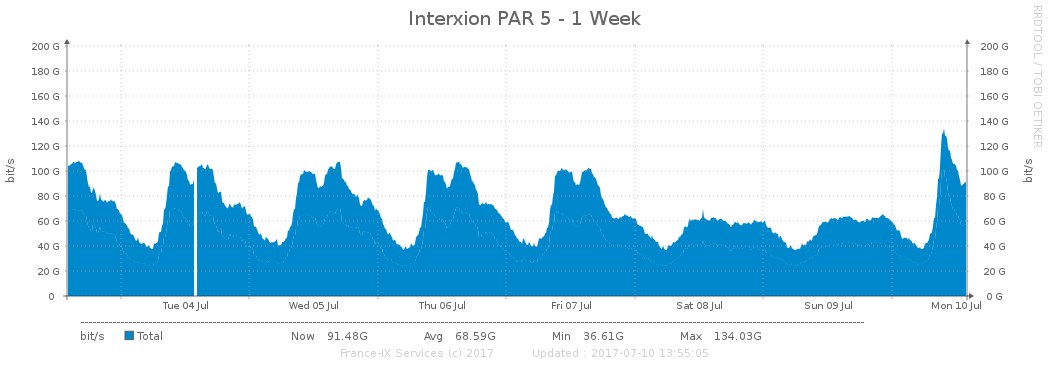 Interxion PAR 5 - 1 Week
RRDTOOL / TOBI OETIKER
bit/s
200 G 200 G
180 G 180 G
160 G 160 G
140 G 140 G
120 G 120 G
100 G 100 G
80 G 80 G
60 G 60 G
40 G 40 G
20 G 20 G
0 0 G
bit/s
Tue 04 Jul Wed 05 Jul Thu 06 Jul Fri 07 Jul Sat 08 Jul Sun 09 Jul Mon 10 Jul
bit/s Total Now 91.48G Avg 68.59G Min 36.61G Max 134.03G
France-IX Services (c) 2017 Updated : 2017-07-10 13:55:05